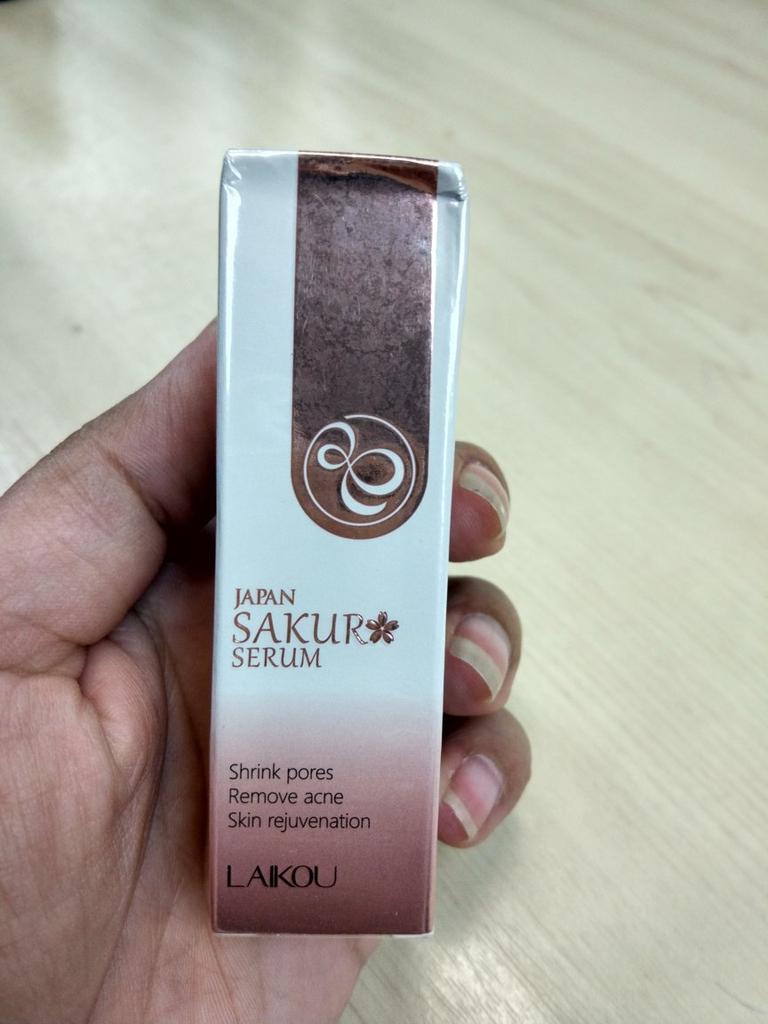 JAPAN
SAKUR
SERUM
Shrink pores
Remove acne
Skin rejuvenation
LAIKOU